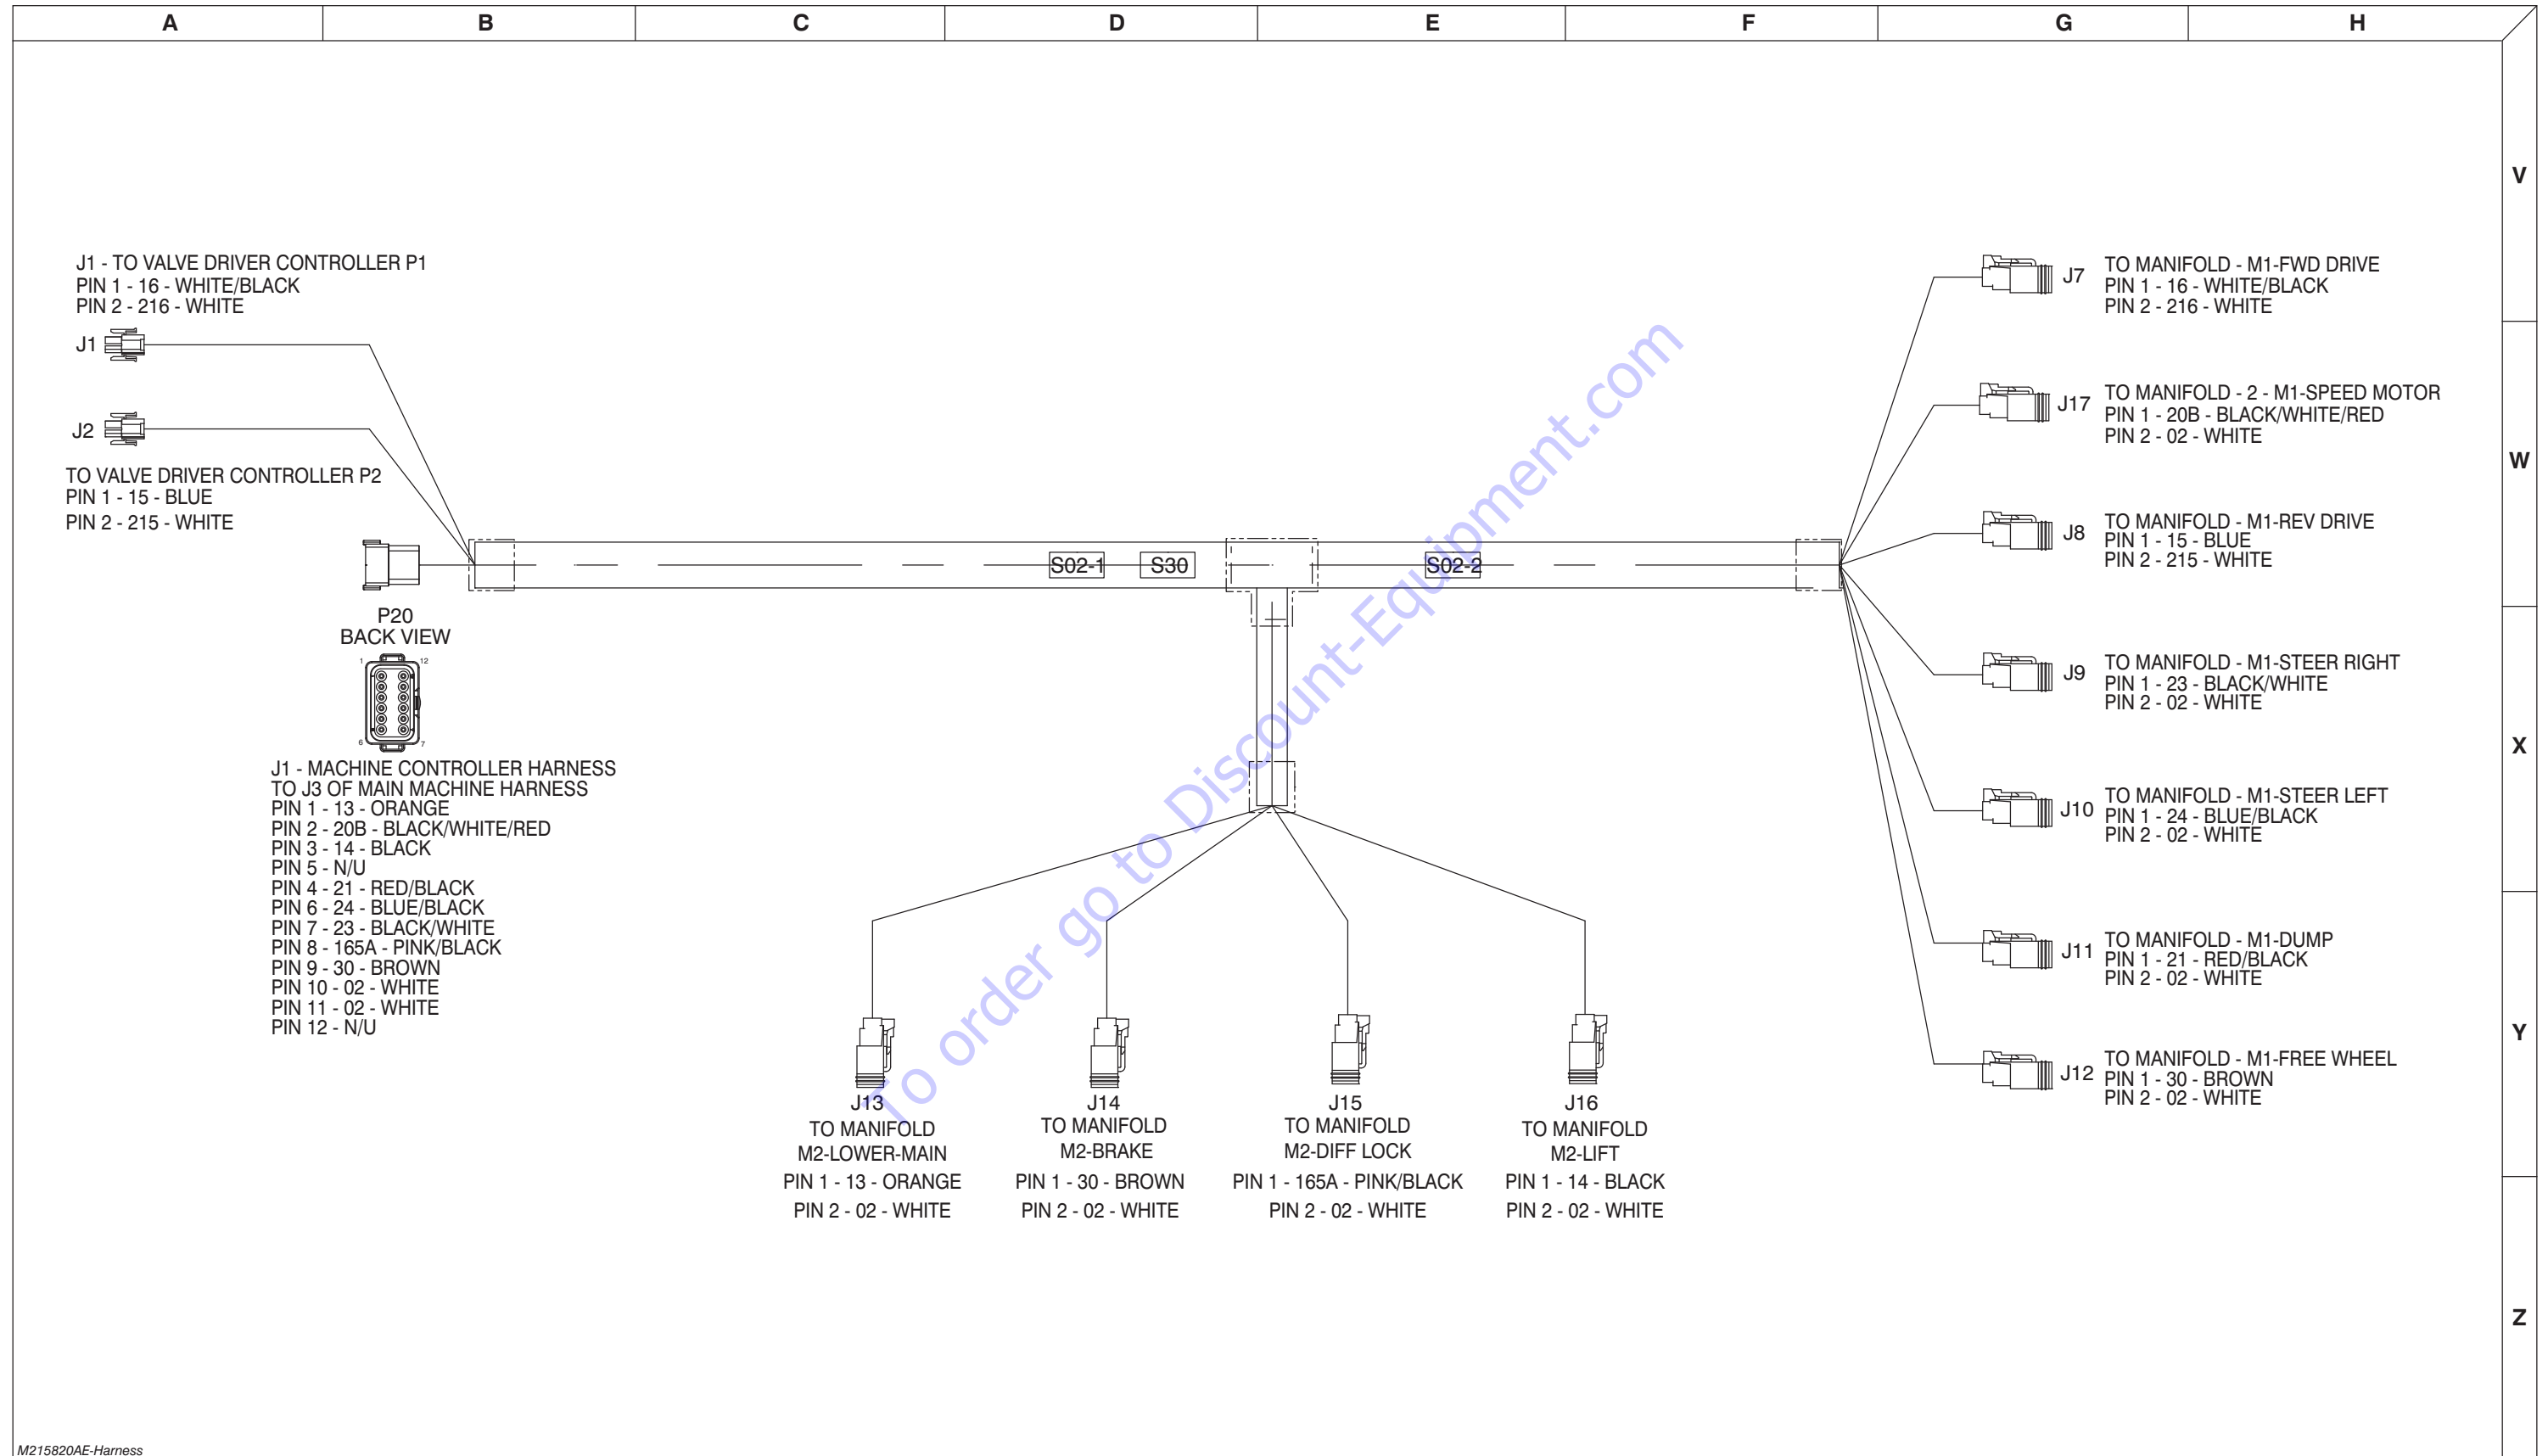 A B C D E F G H
V
W
X
Y
Z
J1 - TO VALVE DRIVER CONTROLLER P1
PIN 1 - 16 - WHITE/BLACK
PIN 2 - 216 - WHITE
J1
J2
TO VALVE DRIVER CONTROLLER P2
PIN 1 - 15 - BLUE
PIN 2 - 215 - WHITE
P20
BACK VIEW
1 12
6 7
J1 - MACHINE CONTROLLER HARNESS
TO J3 OF MAIN MACHINE HARNESS
PIN 1 - 13 - ORANGE
PIN 2 - 20B - BLACK/WHITE/RED
PIN 3 - 14 - BLACK
PIN 5 - N/U
PIN 4 - 21 - RED/BLACK
PIN 6 - 24 - BLUE/BLACK
PIN 7 - 23 - BLACK/WHITE
PIN 8 - 165A - PINK/BLACK
PIN 9 - 30 - BROWN
PIN 10 - 02 - WHITE
PIN 11 - 02 - WHITE
PIN 12 - N/U
S02-1 S30 S02-2
J13
TO MANIFOLD
M2-LOWER-MAIN
PIN 1 - 13 - ORANGE
PIN 2 - 02 - WHITE
J14
TO MANIFOLD
M2-BRAKE
PIN 1 - 30 - BROWN
PIN 2 - 02 - WHITE
J15
TO MANIFOLD
M2-DIFF LOCK
PIN 1 - 165A - PINK/BLACK
PIN 2 - 02 - WHITE
J16
TO MANIFOLD
M2-LIFT
PIN 1 - 14 - BLACK
PIN 2 - 02 - WHITE
J7
TO MANIFOLD - M1-FWD DRIVE
PIN 1 - 16 - WHITE/BLACK
PIN 2 - 216 - WHITE
J17
TO MANIFOLD - 2 - M1-SPEED MOTOR
PIN 1 - 20B - BLACK/WHITE/RED
PIN 2 - 02 - WHITE
J8
TO MANIFOLD - M1-REV DRIVE
PIN 1 - 15 - BLUE
PIN 2 - 215 - WHITE
J9
TO MANIFOLD - M1-STEER RIGHT
PIN 1 - 23 - BLACK/WHITE
PIN 2 - 02 - WHITE
J10
TO MANIFOLD - M1-STEER LEFT
PIN 1 - 24 - BLUE/BLACK
PIN 2 - 02 - WHITE
J11
TO MANIFOLD - M1-DUMP
PIN 1 - 21 - RED/BLACK
PIN 2 - 02 - WHITE
J12
TO MANIFOLD - M1-FREE WHEEL
PIN 1 - 30 - BROWN
PIN 2 - 02 - WHITE
To order go to Discount-Equipment.com
M215820AE-Harness